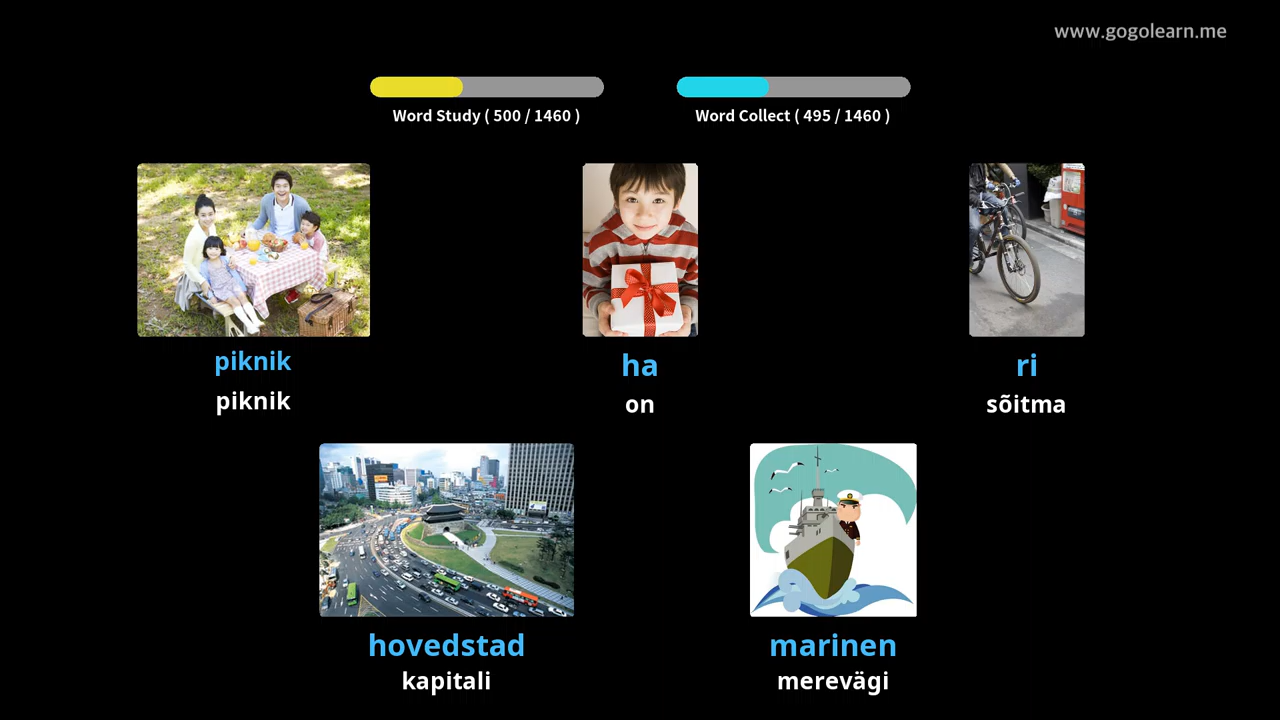 www.gogolearn.me
Word Study ( 500 / 1460 )
Word Collect ( 495 / 1460 )
piknik
piknik
ha
on
ri
sõitma
hovedstad
kapitali
marinen
merevägi